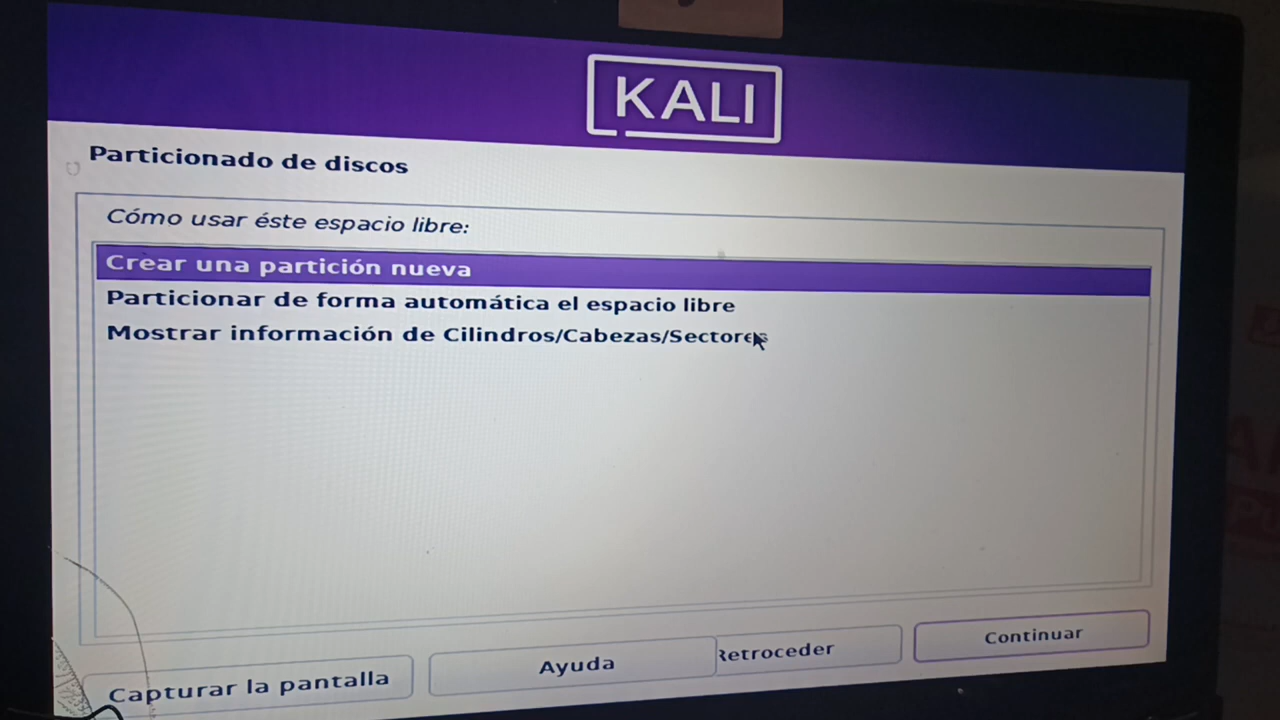 KALI
Particionado de discos
Cómo usar éste espacio libre:
Crear una partición nueva
Particionar de forma automática el espacio libre
Mostrar información de Cilindros/Cabezas/Sectores
Capturar la pantalla
Ayuda
Retroceder
Continuar